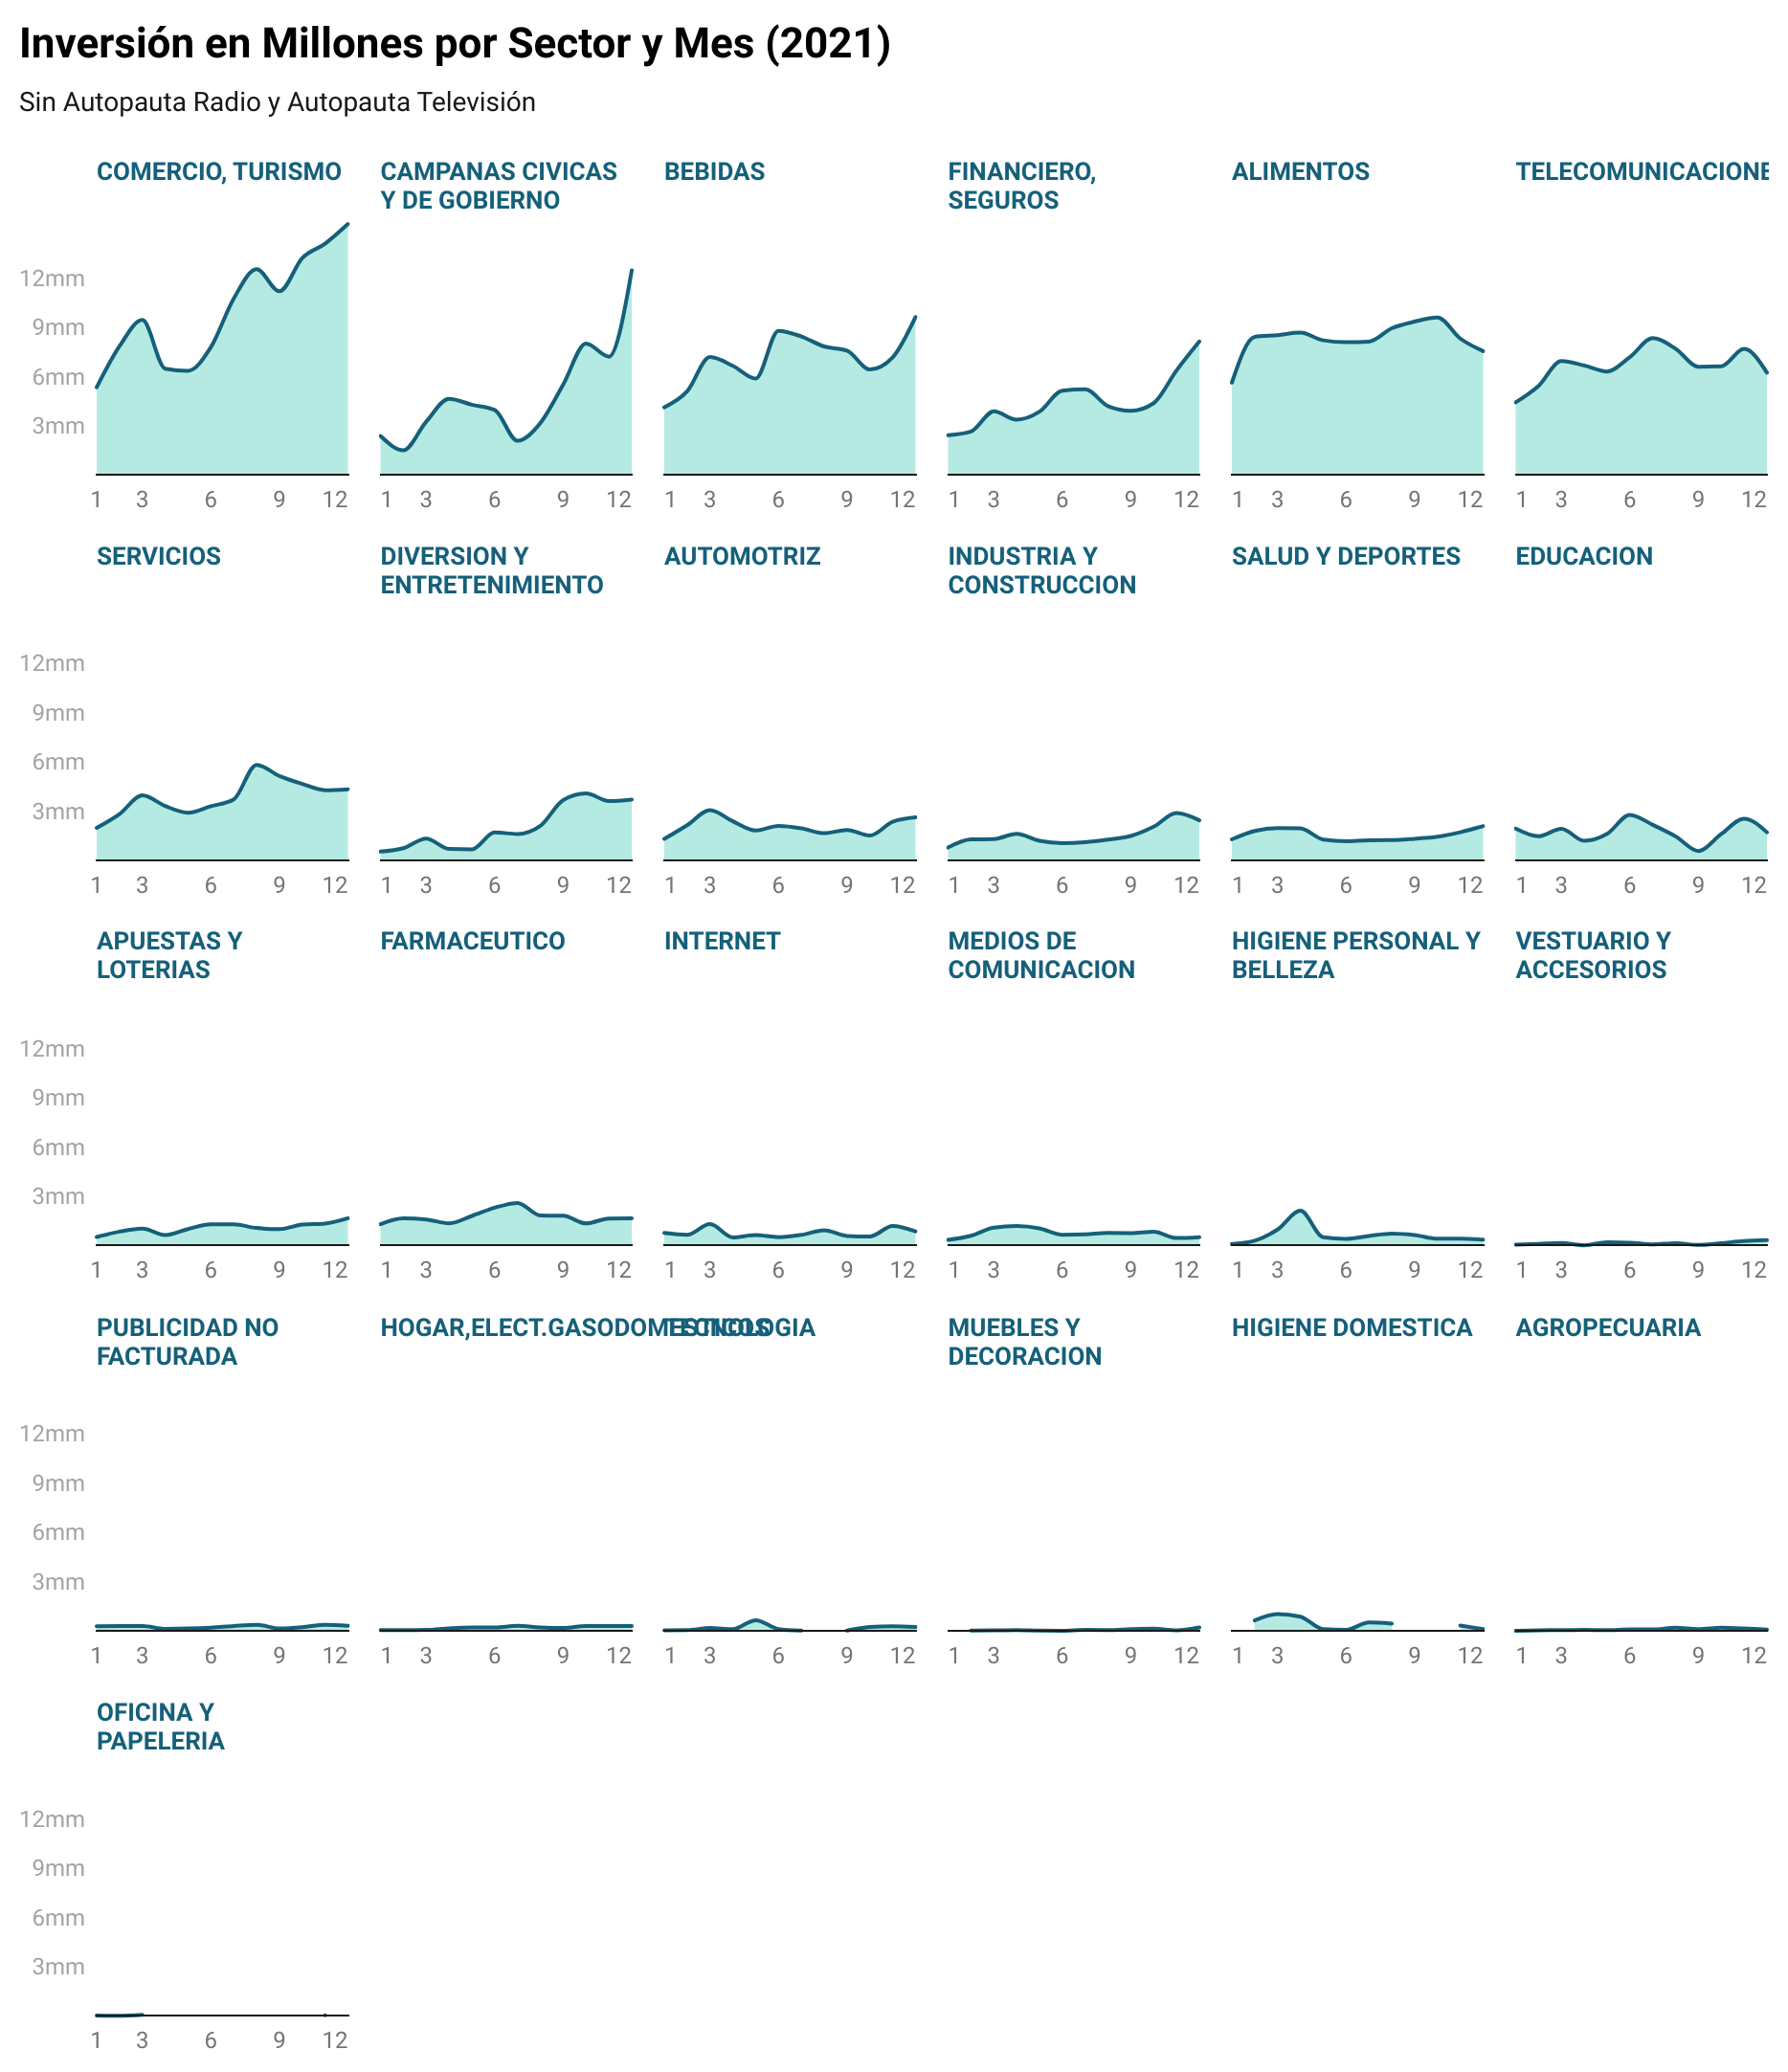 Inversión en Millones por Sector y Mes (2021)
Sin Autopauta Radio y Autopauta Televisión
COMERCIO, TURISMO
CAMPANAS CIVICAS
Y DE GOBIERNO
BEBIDAS
FINANCIERO,
SEGUROS
ALIMENTOS
TELECOMUNICACIONE
12mm
9mm
6mm
3mm
1 3 6 9 12
1 3 6 9 12
1 3 6 9 12
1 3 6 9 12
1 3 6 9 12
1 3 6 9 12
SERVICIOS
DIVERSION Y
ENTRETENIMIENTO
AUTOMOTRIZ
INDUSTRIA Y
CONSTRUCCION
SALUD Y DEPORTES
EDUCACION
12mm
9mm
6mm
3mm
1 3 6 9 12
1 3 6 9 12
1 3 6 9 12
1 3 6 9 12
1 3 6 9 12
1 3 6 9 12
APUESTAS Y
LOTERIAS
FARMACEUTICO
INTERNET
MEDIOS DE
COMUNICACION
HIGIENE PERSONAL Y
BELLEZA
VESTUARIO Y
ACCESORIOS
12mm
9mm
6mm
3mm
1 3 6 9 12
1 3 6 9 12
1 3 6 9 12
1 3 6 9 12
1 3 6 9 12
1 3 6 9 12
PUBLICIDAD NO
FACTURADA
HOGAR,ELECT.GASODOMESTICOS
TECNOLOGIA
MUEBLES Y
DECORACION
HIGIENE DOMESTICA
AGROPECUARIA
12mm
9mm
6mm
3mm
1 3 6 9 12
1 3 6 9 12
1 3 6 9 12
1 3 6 9 12
1 3 6 9 12
1 3 6 9 12
OFICINA Y
PAPELERIA
12mm
9mm
6mm
3mm
1 3 6 9 12